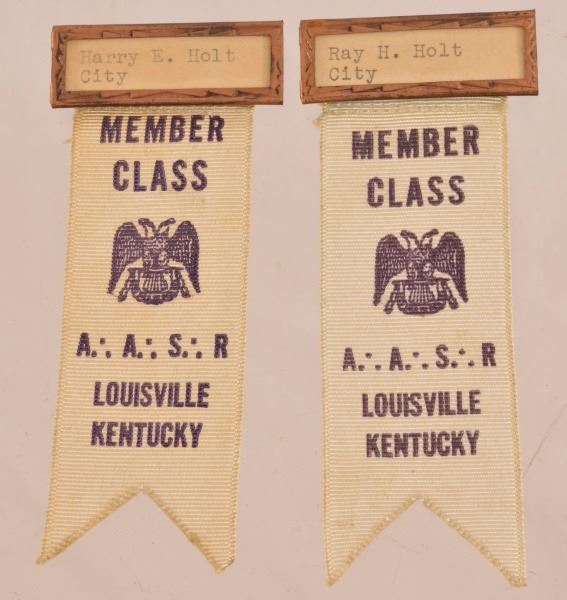 Harry E. Holt
City
MEMBER
CLASS
A∴ A∴ S∴ R
LOUISVILLE
KENTUCKY
Ray H. Holt
City
MEMBER
CLASS
A∴ A∴ S∴ R
LOUISVILLE
KENTUCKY